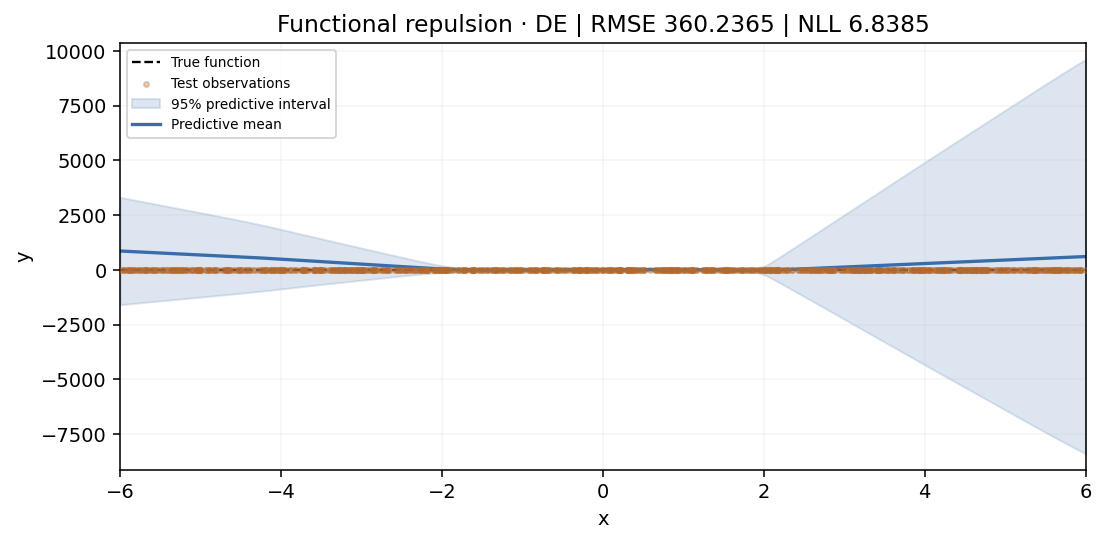 Functional repulsion · DE | RMSE 360.2365 | NLL 6.8385
10000
7500
5000
2500
0
−2500
−5000
−7500
y
True function
Test observations
95% predictive interval
Predictive mean
−6
−4
−2
0
2
4
6
x